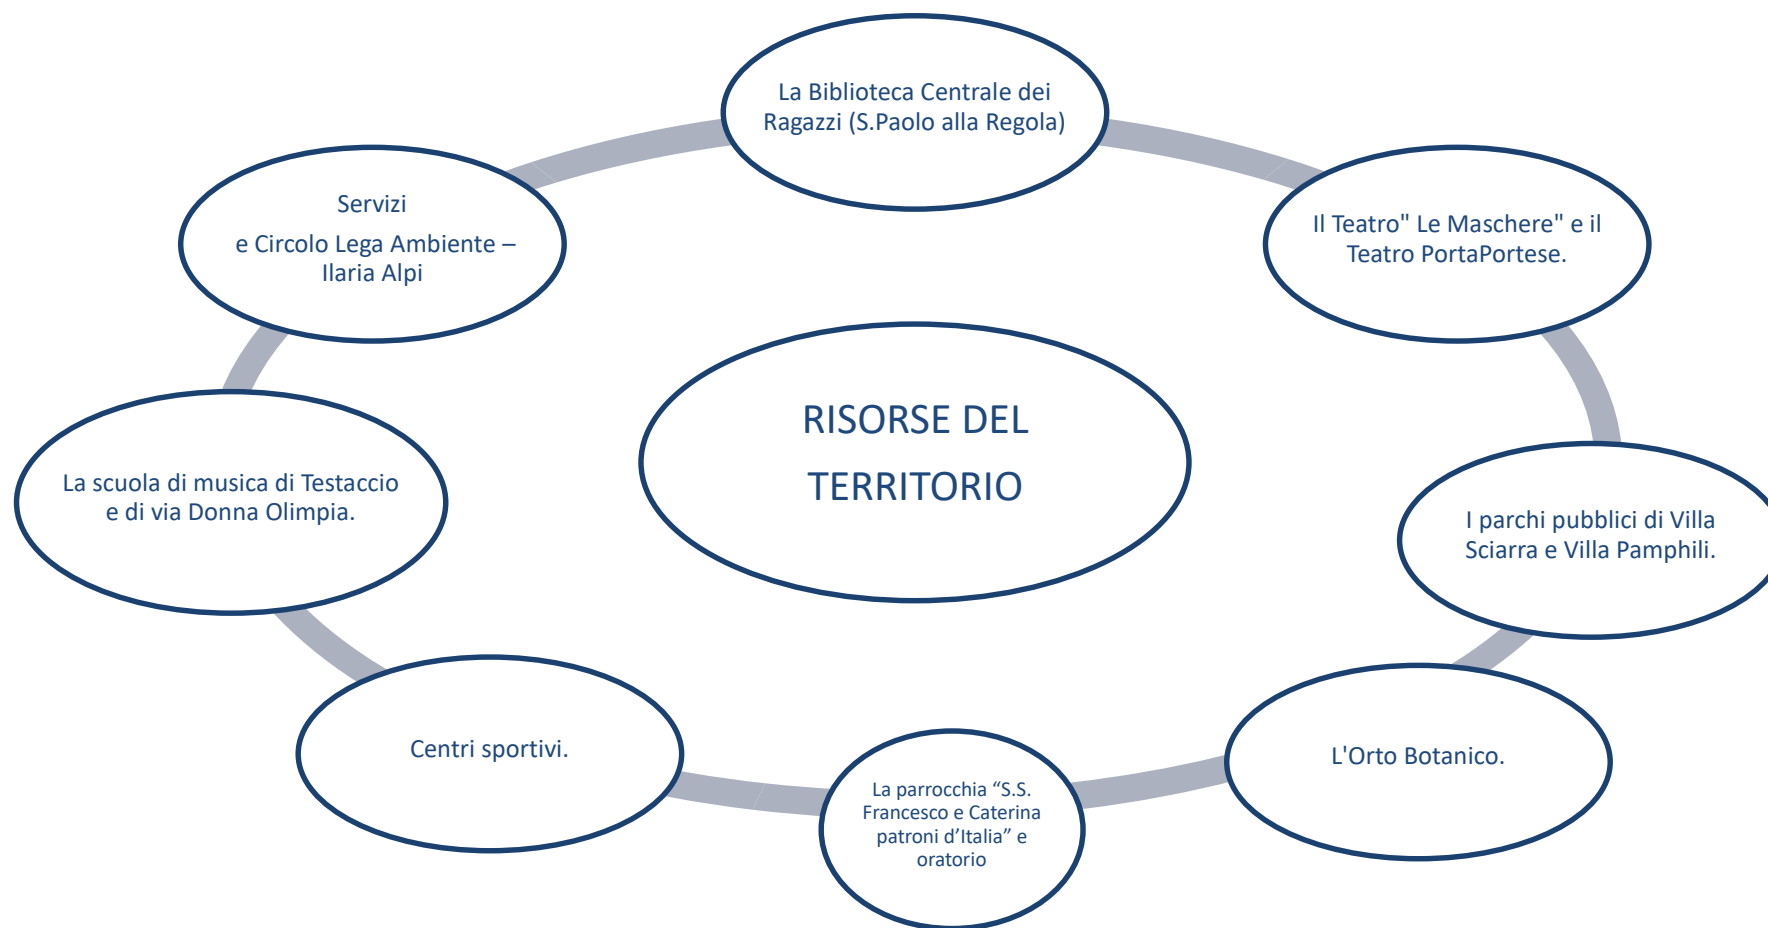 La Biblioteca Centrale dei
Ragazzi (S.Paolo alla Regola)
Il Teatro" Le Maschere" e il
Teatro PortaPortese.
I parchi pubblici di Villa
Sciarra e Villa Pamphili.
L'Orto Botanico.
La parrocchia “S.S.
Francesco e Caterina
patroni d’Italia” e
oratorio
Centri sportivi.
La scuola di musica di Testaccio
e di via Donna Olimpia.
Servizi
e Circolo Lega Ambiente –
Ilaria Alpi
RISORSE DEL
TERRITORIO